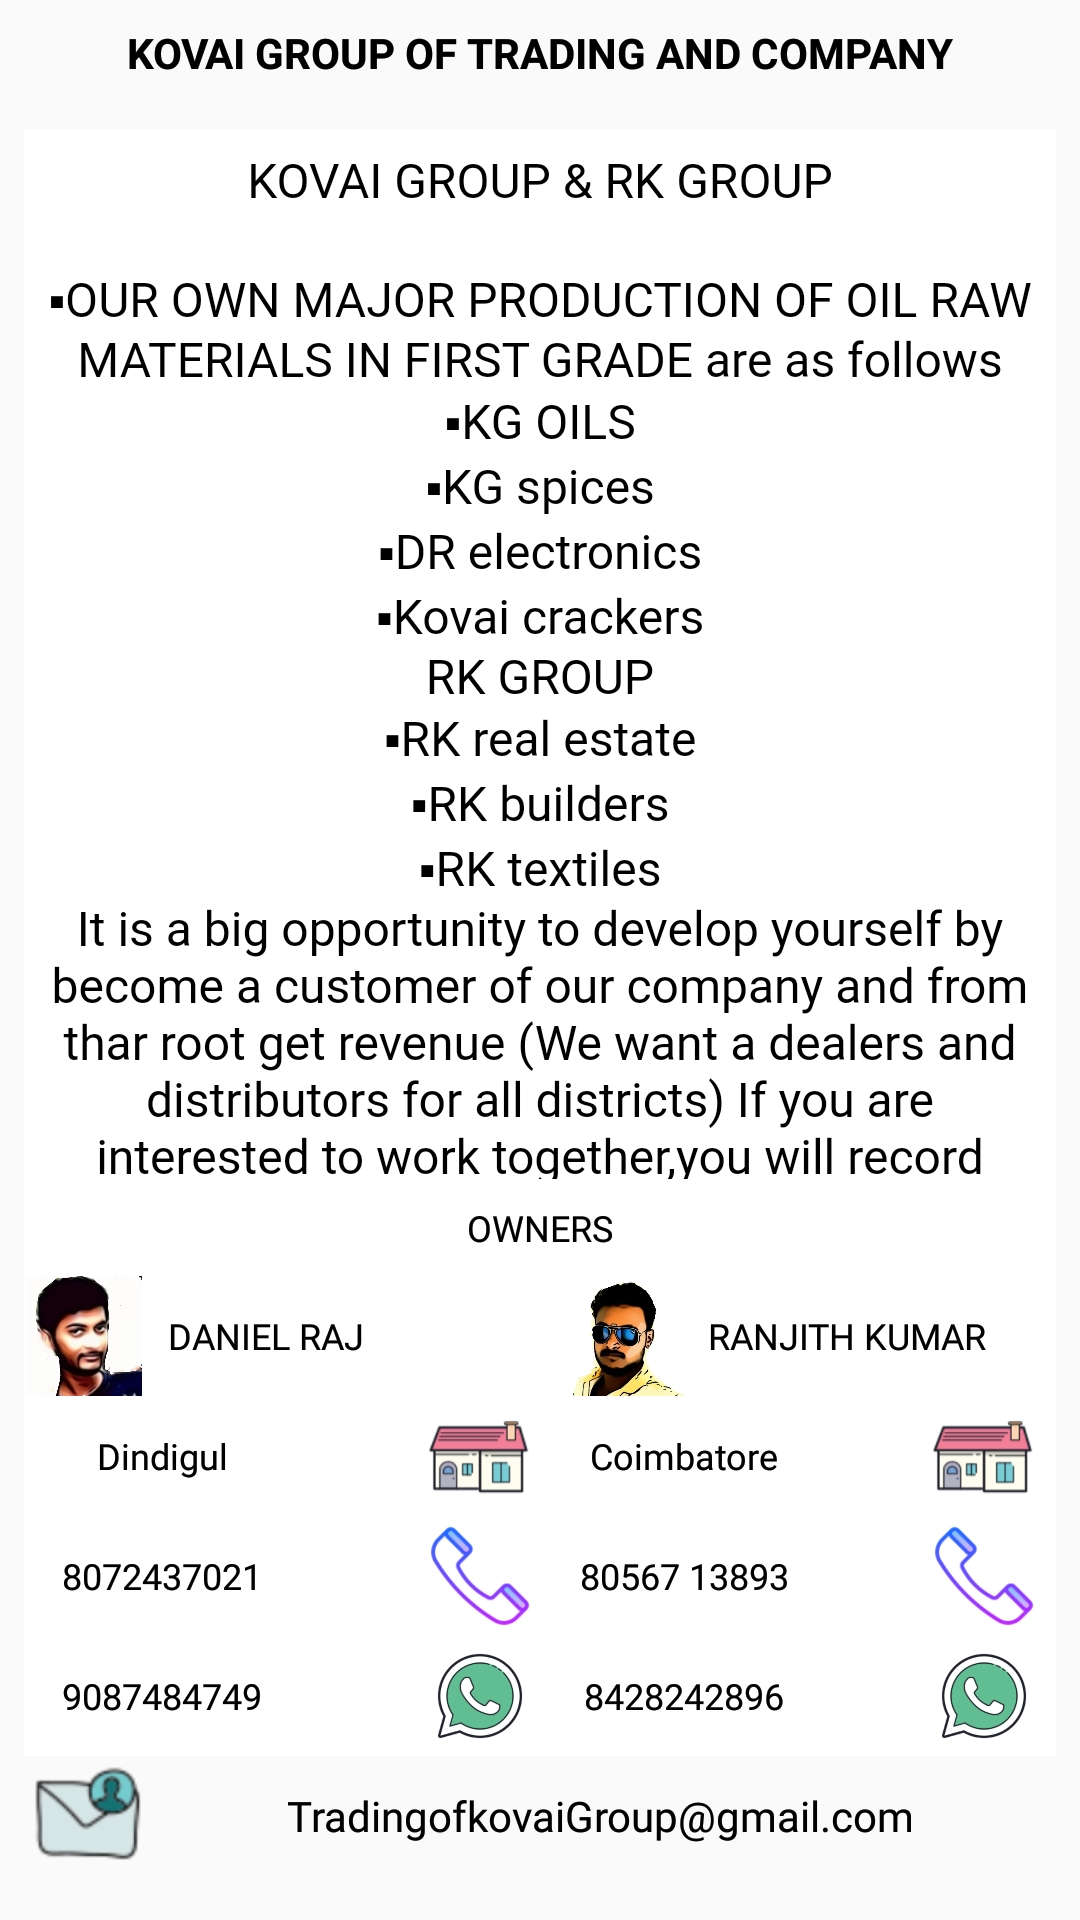 KOVAI GROUP OF TRADING AND COMPANY
KOVAI GROUP & RK GROUP
▪OUR OWN MAJOR PRODUCTION OF OIL RAW
MATERIALS IN FIRST GRADE are as follows
▪KG OILS
▪KG spices
▪DR electronics
▪Kovai crackers
RK GROUP
▪RK real estate
▪RK builders
▪RK textiles
It is a big opportunity to develop yourself by
become a customer of our company and from
thar root get revenue (We want a dealers and
distributors for all districts) If you are
interested to work together,you will record
OWNERS
DANIEL RAJ RANJITH KUMAR
Dindigul Coimbatore
8072437021 80567 13893
9087484749 8428242896
TradingofkovaiGroup@gmail.com